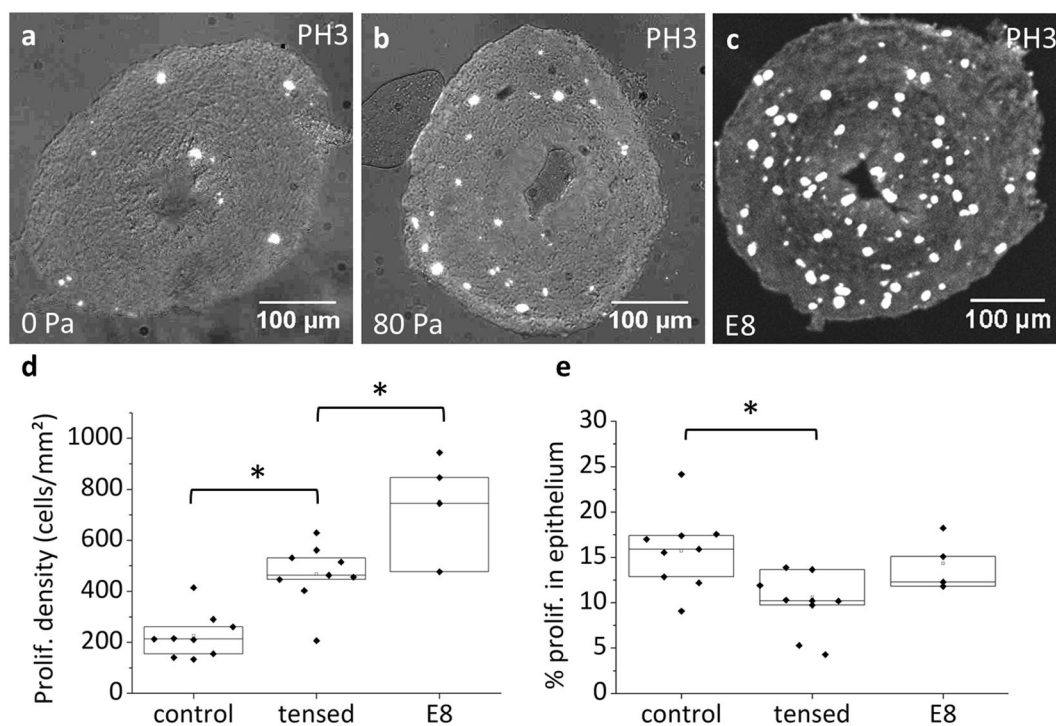 a
PH3
0 Pa
100 µm
b
PH3
80 Pa
100 µm
c
PH3
E8
100 µm
d
Prolif. density (cells/mm²)
1000
800
600
400
200
0
*
*
control
tensed
E8
e
% prolif. in epithelium
30
25
20
15
10
5
0
*
control
tensed
E8